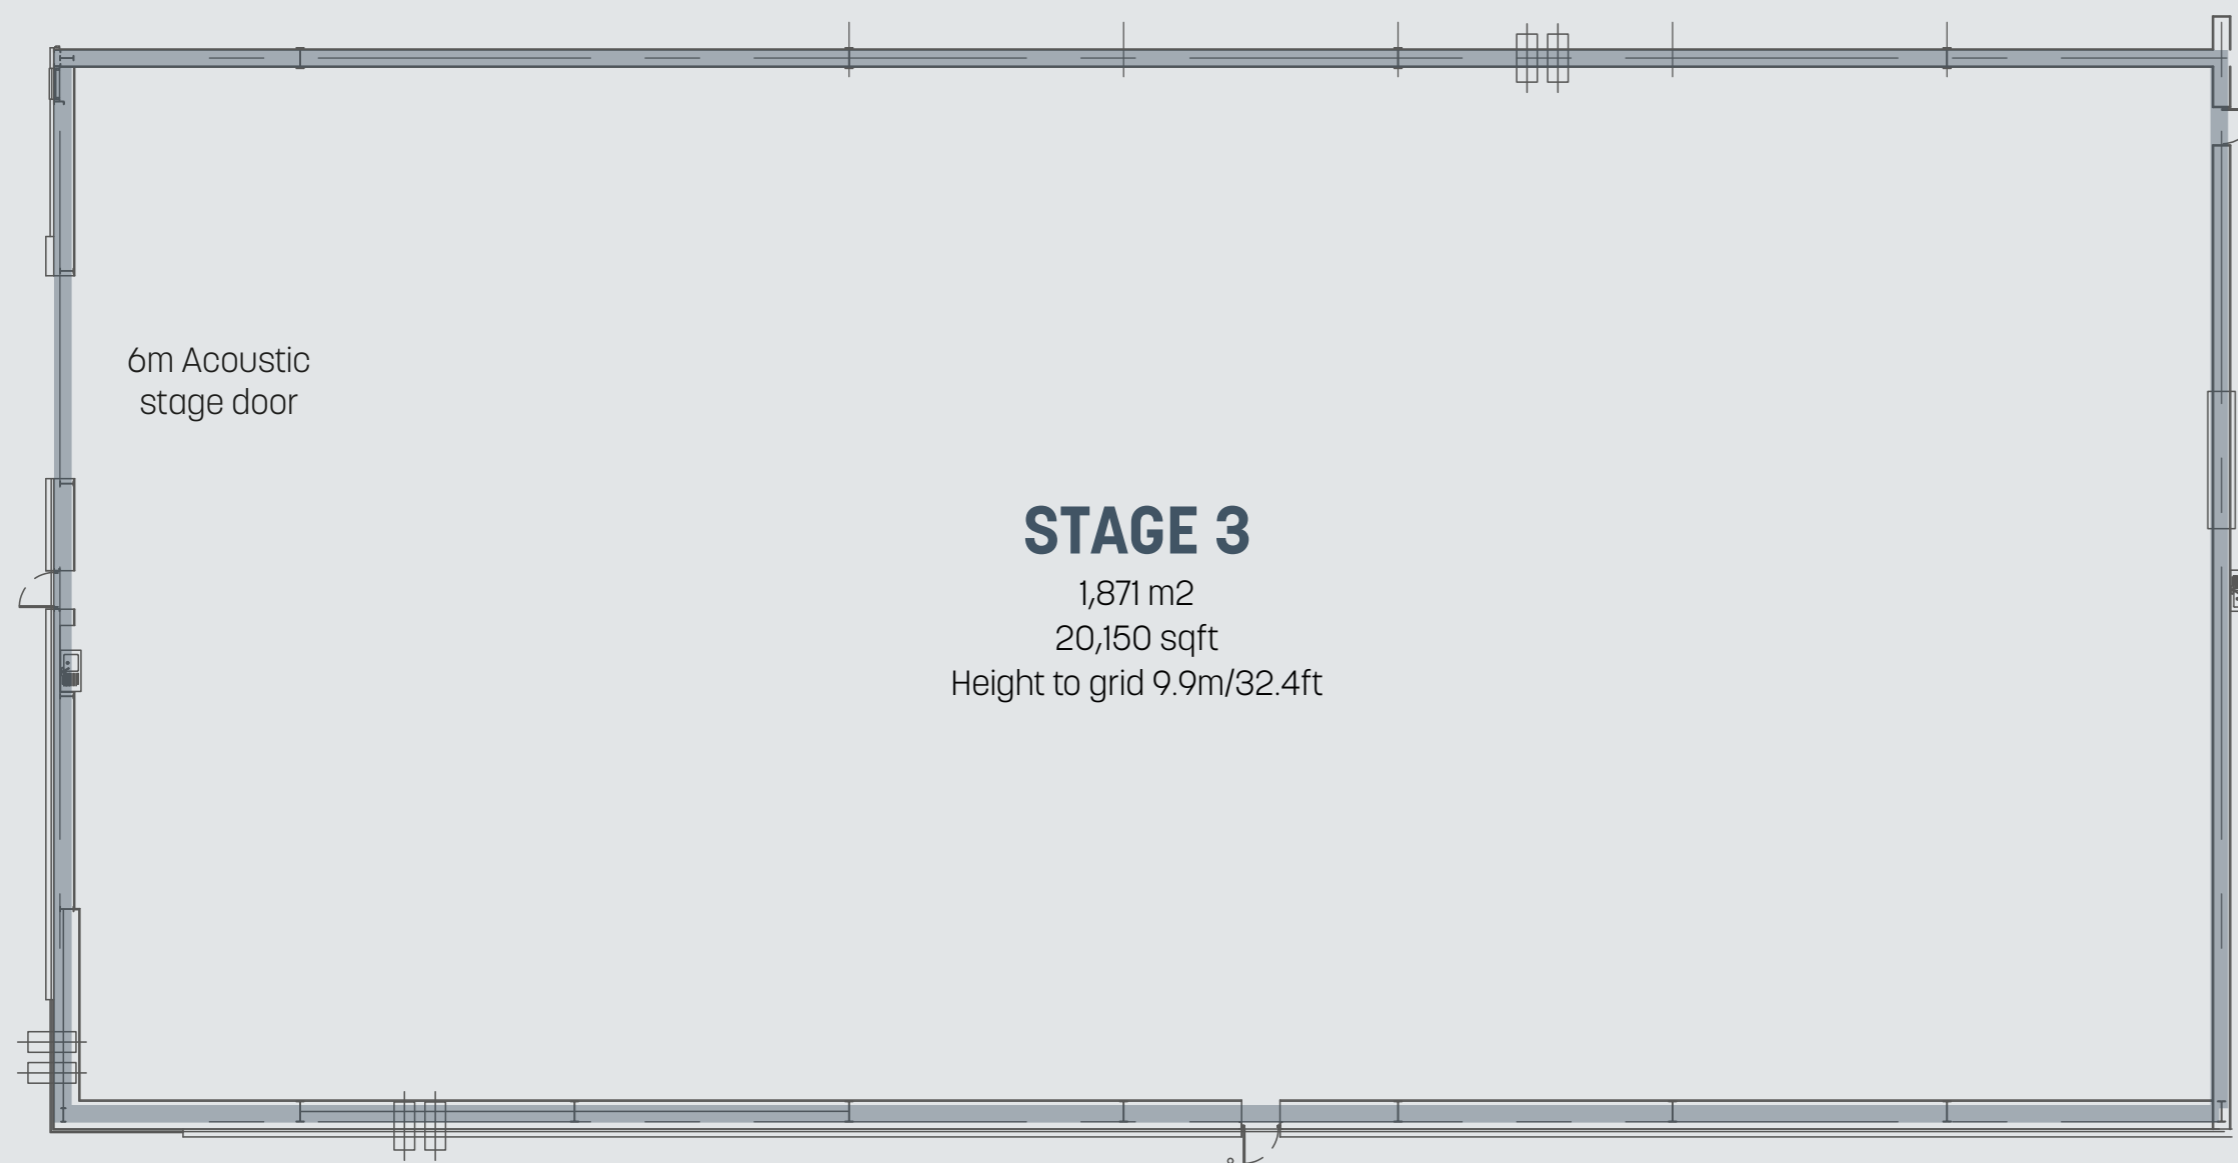 6m Acoustic
stage door
STAGE 3
1,871 m2
20,150 sqft
Height to grid 9.9m/32.4ft